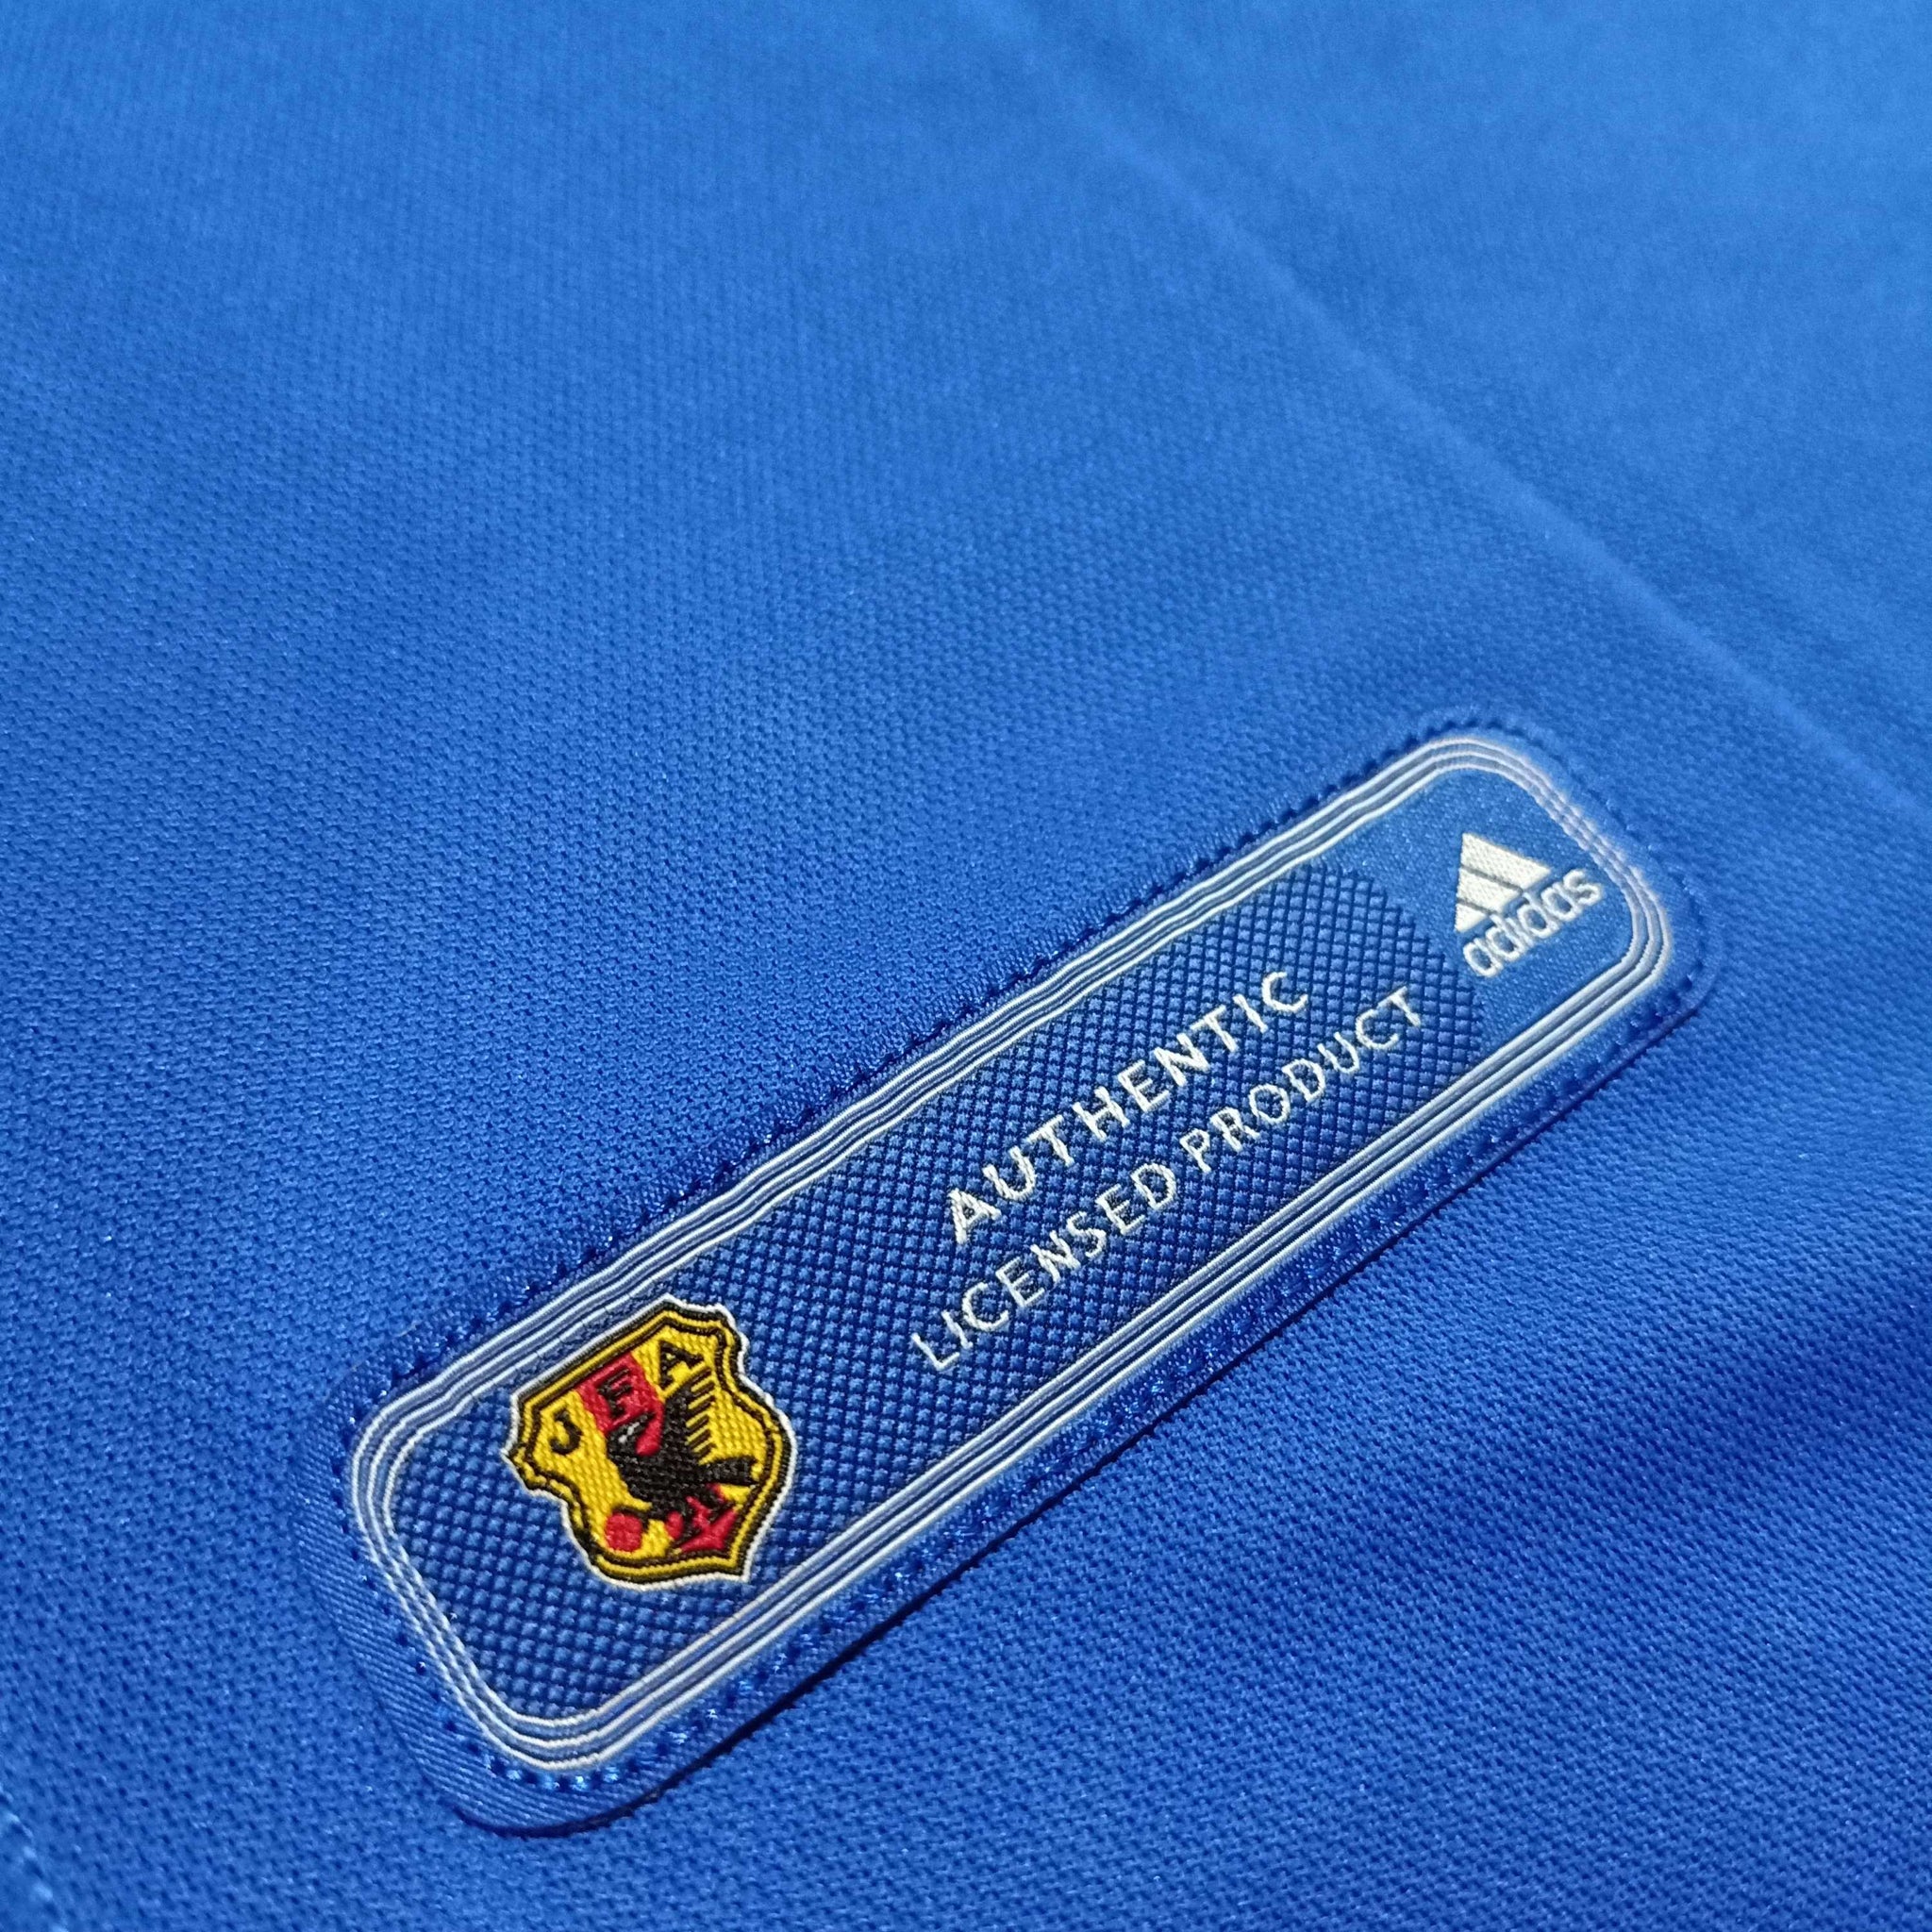 adidas
AUTHENTIC
LICENSED PRODUCT
JFA